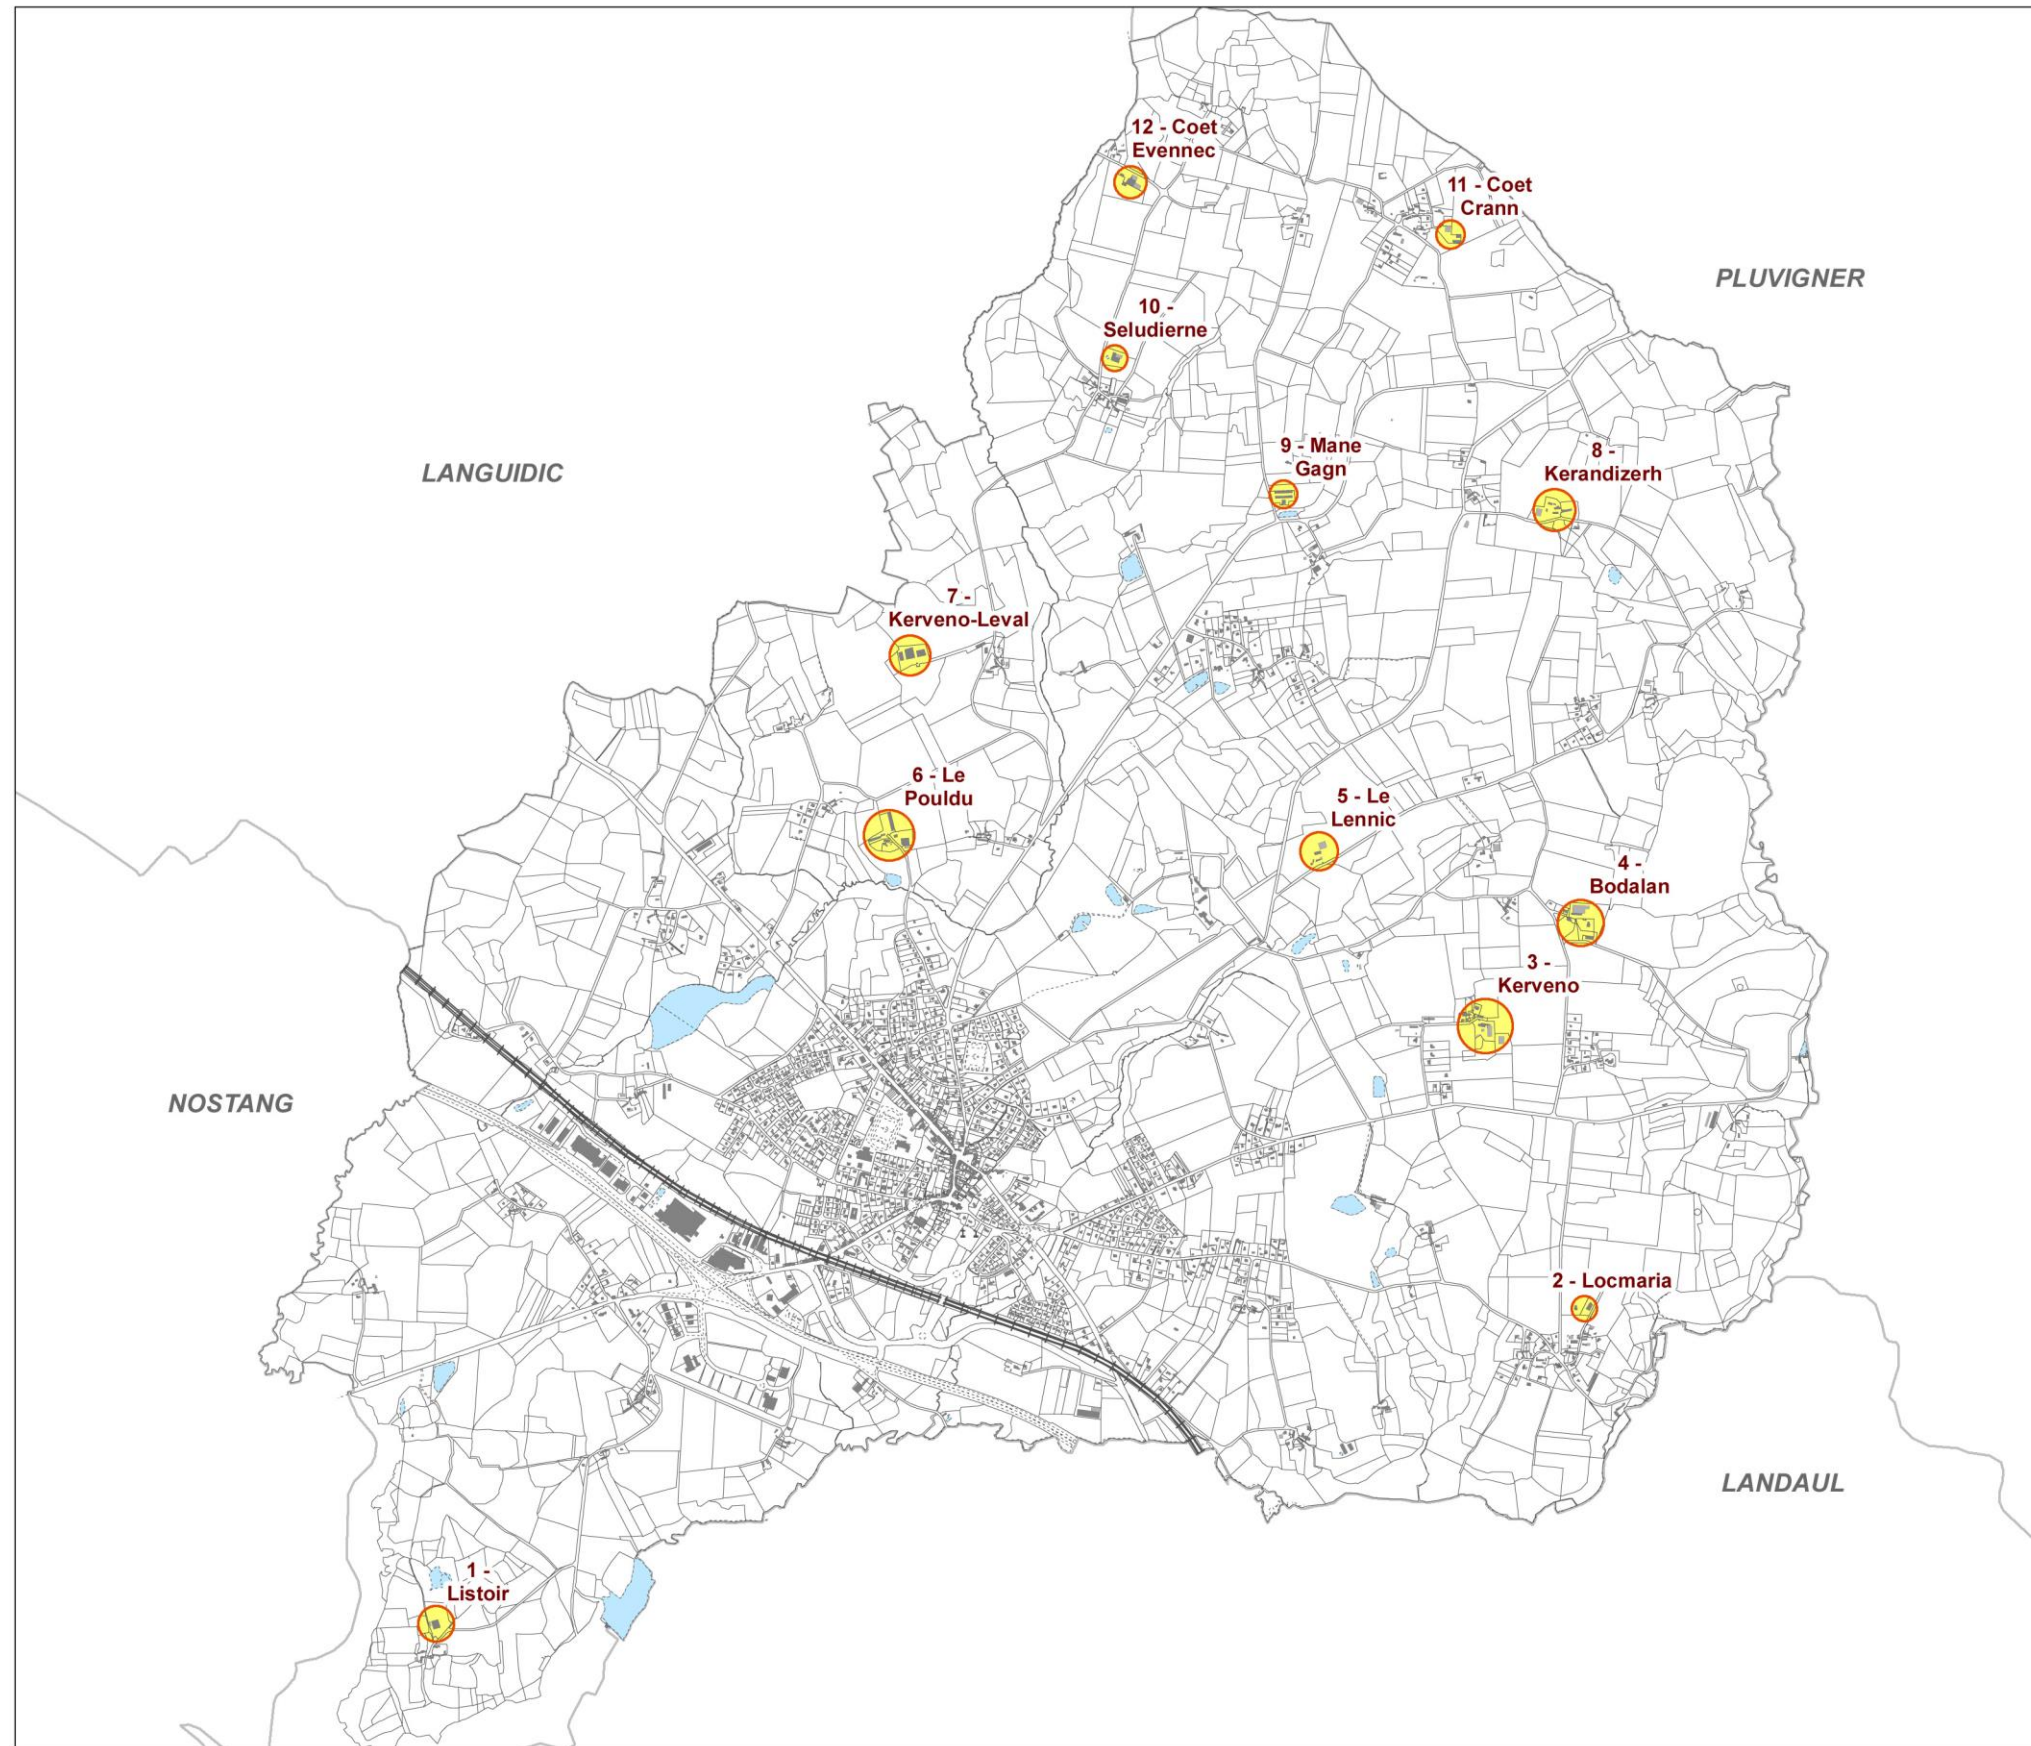 12 - Coet
Evennec
11 - Coet
Crann
PLUVIGNER
10 -
Seludierne
9 - Mane
Gagn
8 -
Kerandizerh
LANGUIDIC
7 -
Kerveno-Leval
6 - Le
Pouldu
5 - Le
Lennic
4 -
Bodalan
3 -
Kerveno
NOSTANG
2 - Locmaria
LANDAUL
1 -
Listoir